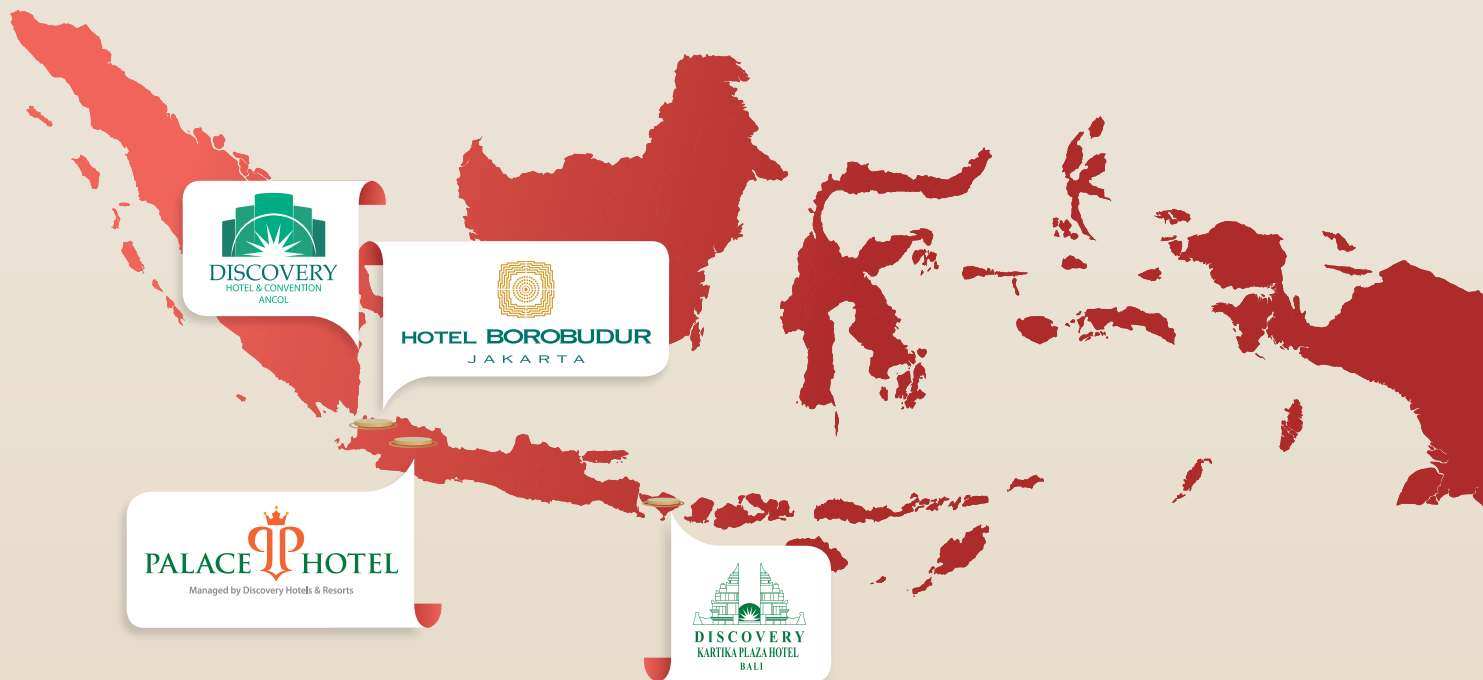 DISCOVERY
HOTEL & CONVENTION
ANCOL
HOTEL BOROBUDUR
JAKARTA
PALACE HOTEL
Managed by Discovery Hotels & Resorts
DISCOVERY
KARTIKA PLAZA HOTEL
BALI